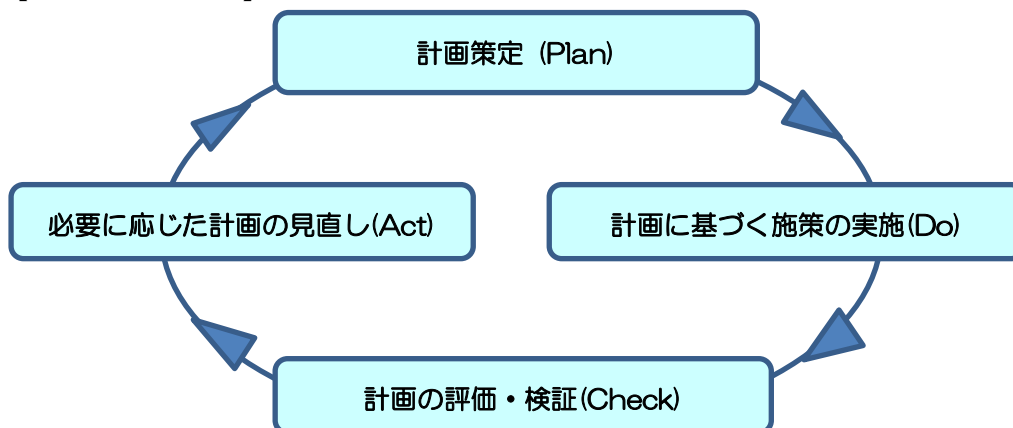 計画策定 (Plan)
必要に応じた計画の見直し(Act)
計画に基づく施策の実施(Do)
計画の評価・検証(Check)